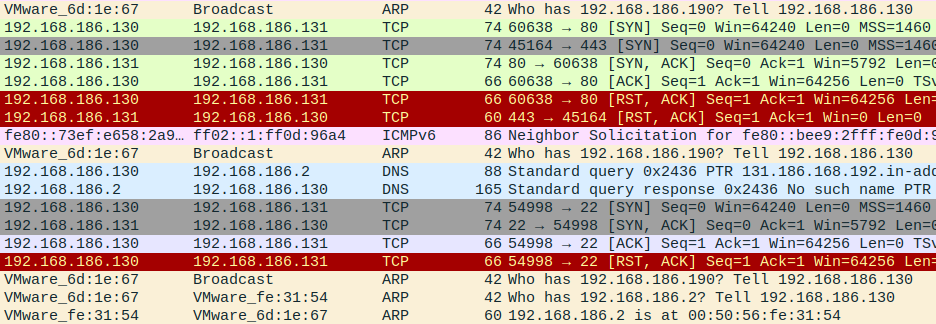 VMware_6d:1e:67 Broadcast ARP 42 Who has 192.168.186.190? Tell 192.168.186.130
192.168.186.130 192.168.186.131 TCP 74 60638 → 80 [SYN] Seq=0 Win=64240 Len=0 MSS=1460
192.168.186.130 192.168.186.131 TCP 74 45164 → 443 [SYN] Seq=0 Win=64240 Len=0 MSS=1460
192.168.186.131 192.168.186.130 TCP 74 80 → 60638 [SYN, ACK] Seq=0 Ack=1 Win=5792 Len=0
192.168.186.130 192.168.186.131 TCP 66 60638 → 80 [ACK] Seq=1 Ack=1 Win=64256 Len=0 TSv
192.168.186.130 192.168.186.131 TCP 66 60638 → 80 [RST, ACK] Seq=1 Ack=1 Win=64256 Len=
192.168.186.131 192.168.186.130 TCP 60 443 → 45164 [RST, ACK] Seq=1 Ack=1 Win=0 Len=0
fe80::73ef:e658:2a9… ff02::1:ff0d:96a4 ICMPv6 86 Neighbor Solicitation for fe80::bee9:2fff:fe0d:9
VMware_6d:1e:67 Broadcast ARP 42 Who has 192.168.186.190? Tell 192.168.186.130
192.168.186.130 192.168.186.2 DNS 88 Standard query 0x2436 PTR 131.186.168.192.in-add
192.168.186.2 192.168.186.130 DNS 165 Standard query response 0x2436 No such name PTR
192.168.186.130 192.168.186.131 TCP 74 54998 → 22 [SYN] Seq=0 Win=64240 Len=0 MSS=1460
192.168.186.131 192.168.186.130 TCP 74 22 → 54998 [SYN, ACK] Seq=0 Ack=1 Win=5792 Len=0
192.168.186.130 192.168.186.131 TCP 66 54998 → 22 [ACK] Seq=1 Ack=1 Win=64256 Len=0 TSv
192.168.186.130 192.168.186.131 TCP 66 54998 → 22 [RST, ACK] Seq=1 Ack=1 Win=64256 Len=
VMware_6d:1e:67 Broadcast ARP 42 Who has 192.168.186.190? Tell 192.168.186.130
VMware_6d:1e:67 VMware_fe:31:54 ARP 42 Who has 192.168.186.2? Tell 192.168.186.130
VMware_fe:31:54 VMware_6d:1e:67 ARP 60 192.168.186.2 is at 00:50:56:fe:31:54